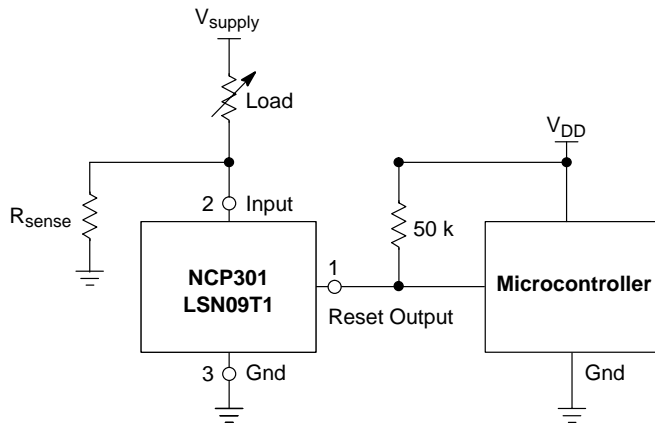 Vsupply
Load
VDD
Rsense
2 Input
50 k
NCP301
LSN09T1
1
Reset Output
Microcontroller
3 Gnd
Gnd